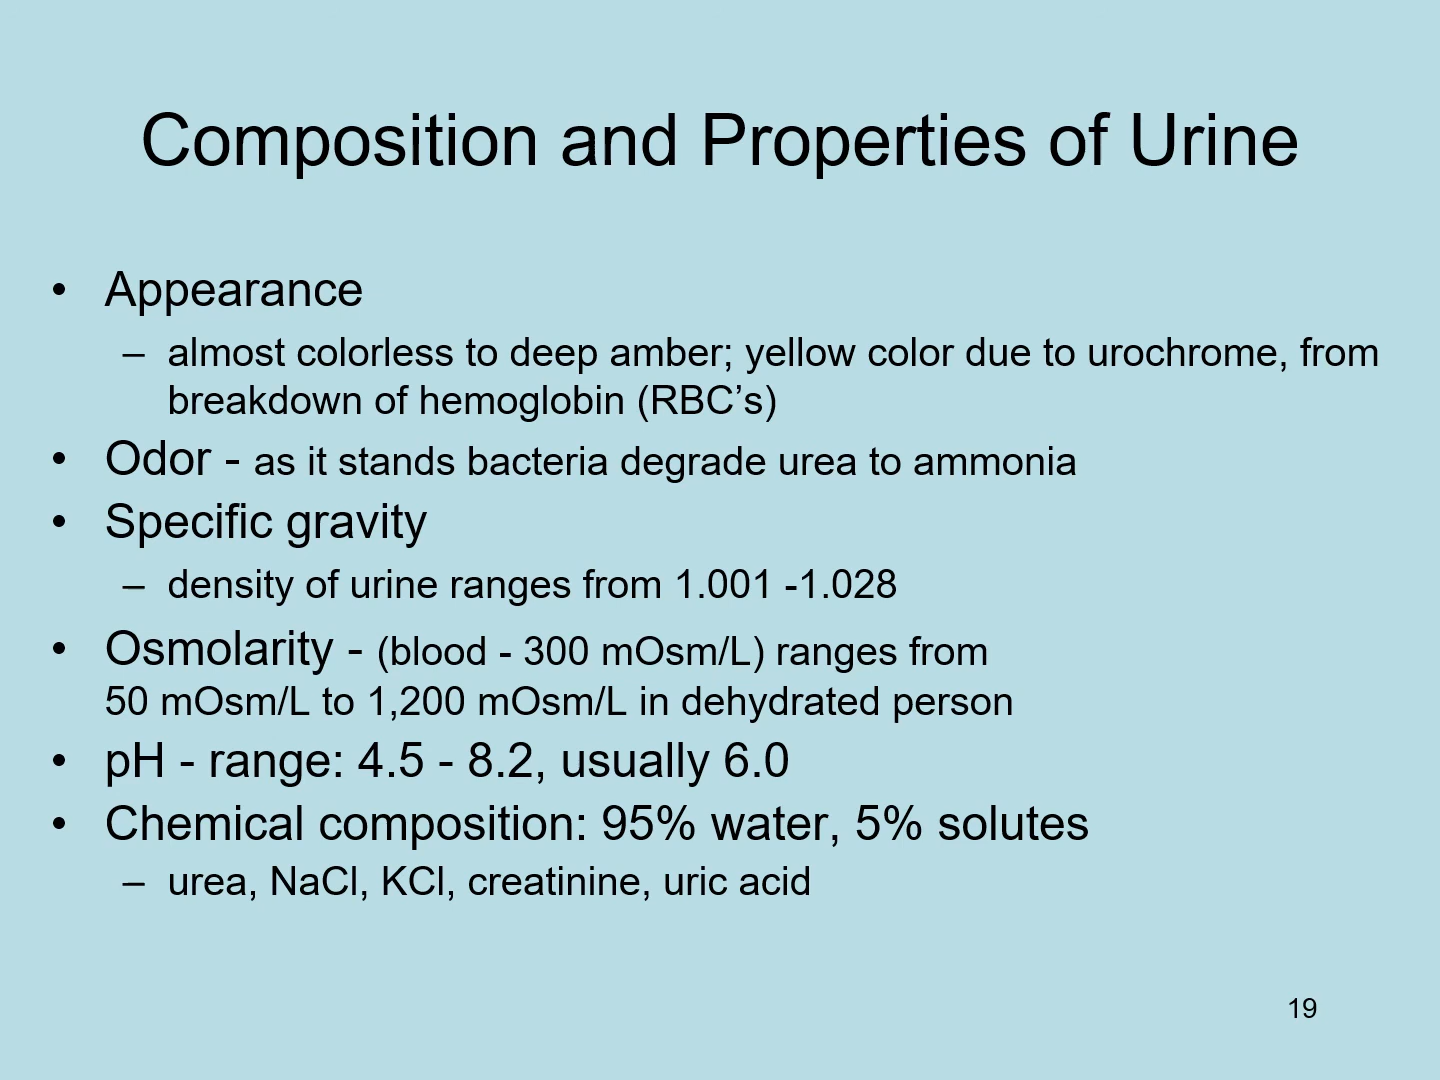 Composition and Properties of Urine
• Appearance
– almost colorless to deep amber; yellow color due to urochrome, from
breakdown of hemoglobin (RBC’s)
• Odor - as it stands bacteria degrade urea to ammonia
• Specific gravity
– density of urine ranges from 1.001 -1.028
• Osmolarity - (blood - 300 mOsm/L) ranges from
50 mOsm/L to 1,200 mOsm/L in dehydrated person
• pH - range: 4.5 - 8.2, usually 6.0
• Chemical composition: 95% water, 5% solutes
– urea, NaCl, KCl, creatinine, uric acid
19